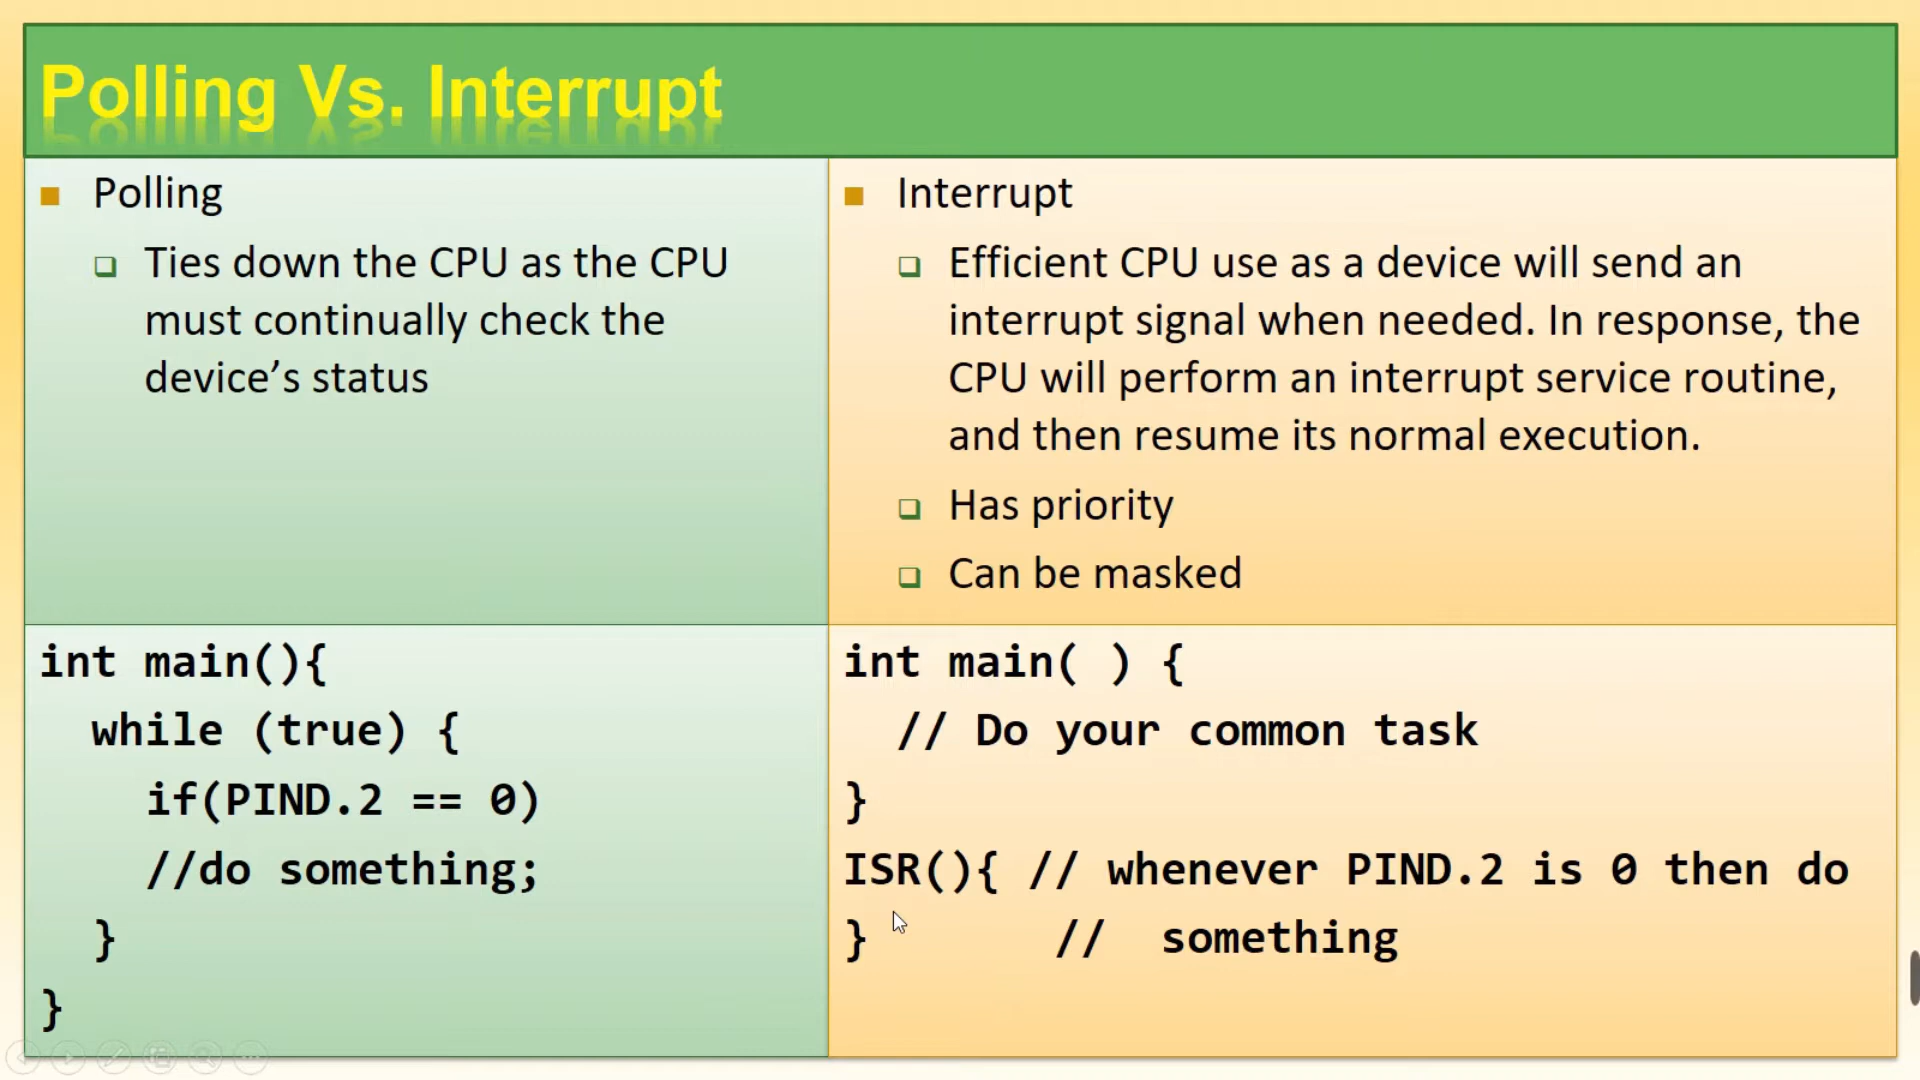 Polling Vs. Interrupt
Polling
Ties down the CPU as the CPU
must continually check the
device’s status
Interrupt
Efficient CPU use as a device will send an
interrupt signal when needed. In response, the
CPU will perform an interrupt service routine,
and then resume its normal execution.
Has priority
Can be masked
int main(){
while (true) {
if(PIND.2 == 0)
//do something;
}
}
int main( ) {
// Do your common task
}
ISR(){ // whenever PIND.2 is 0 then do
} // something